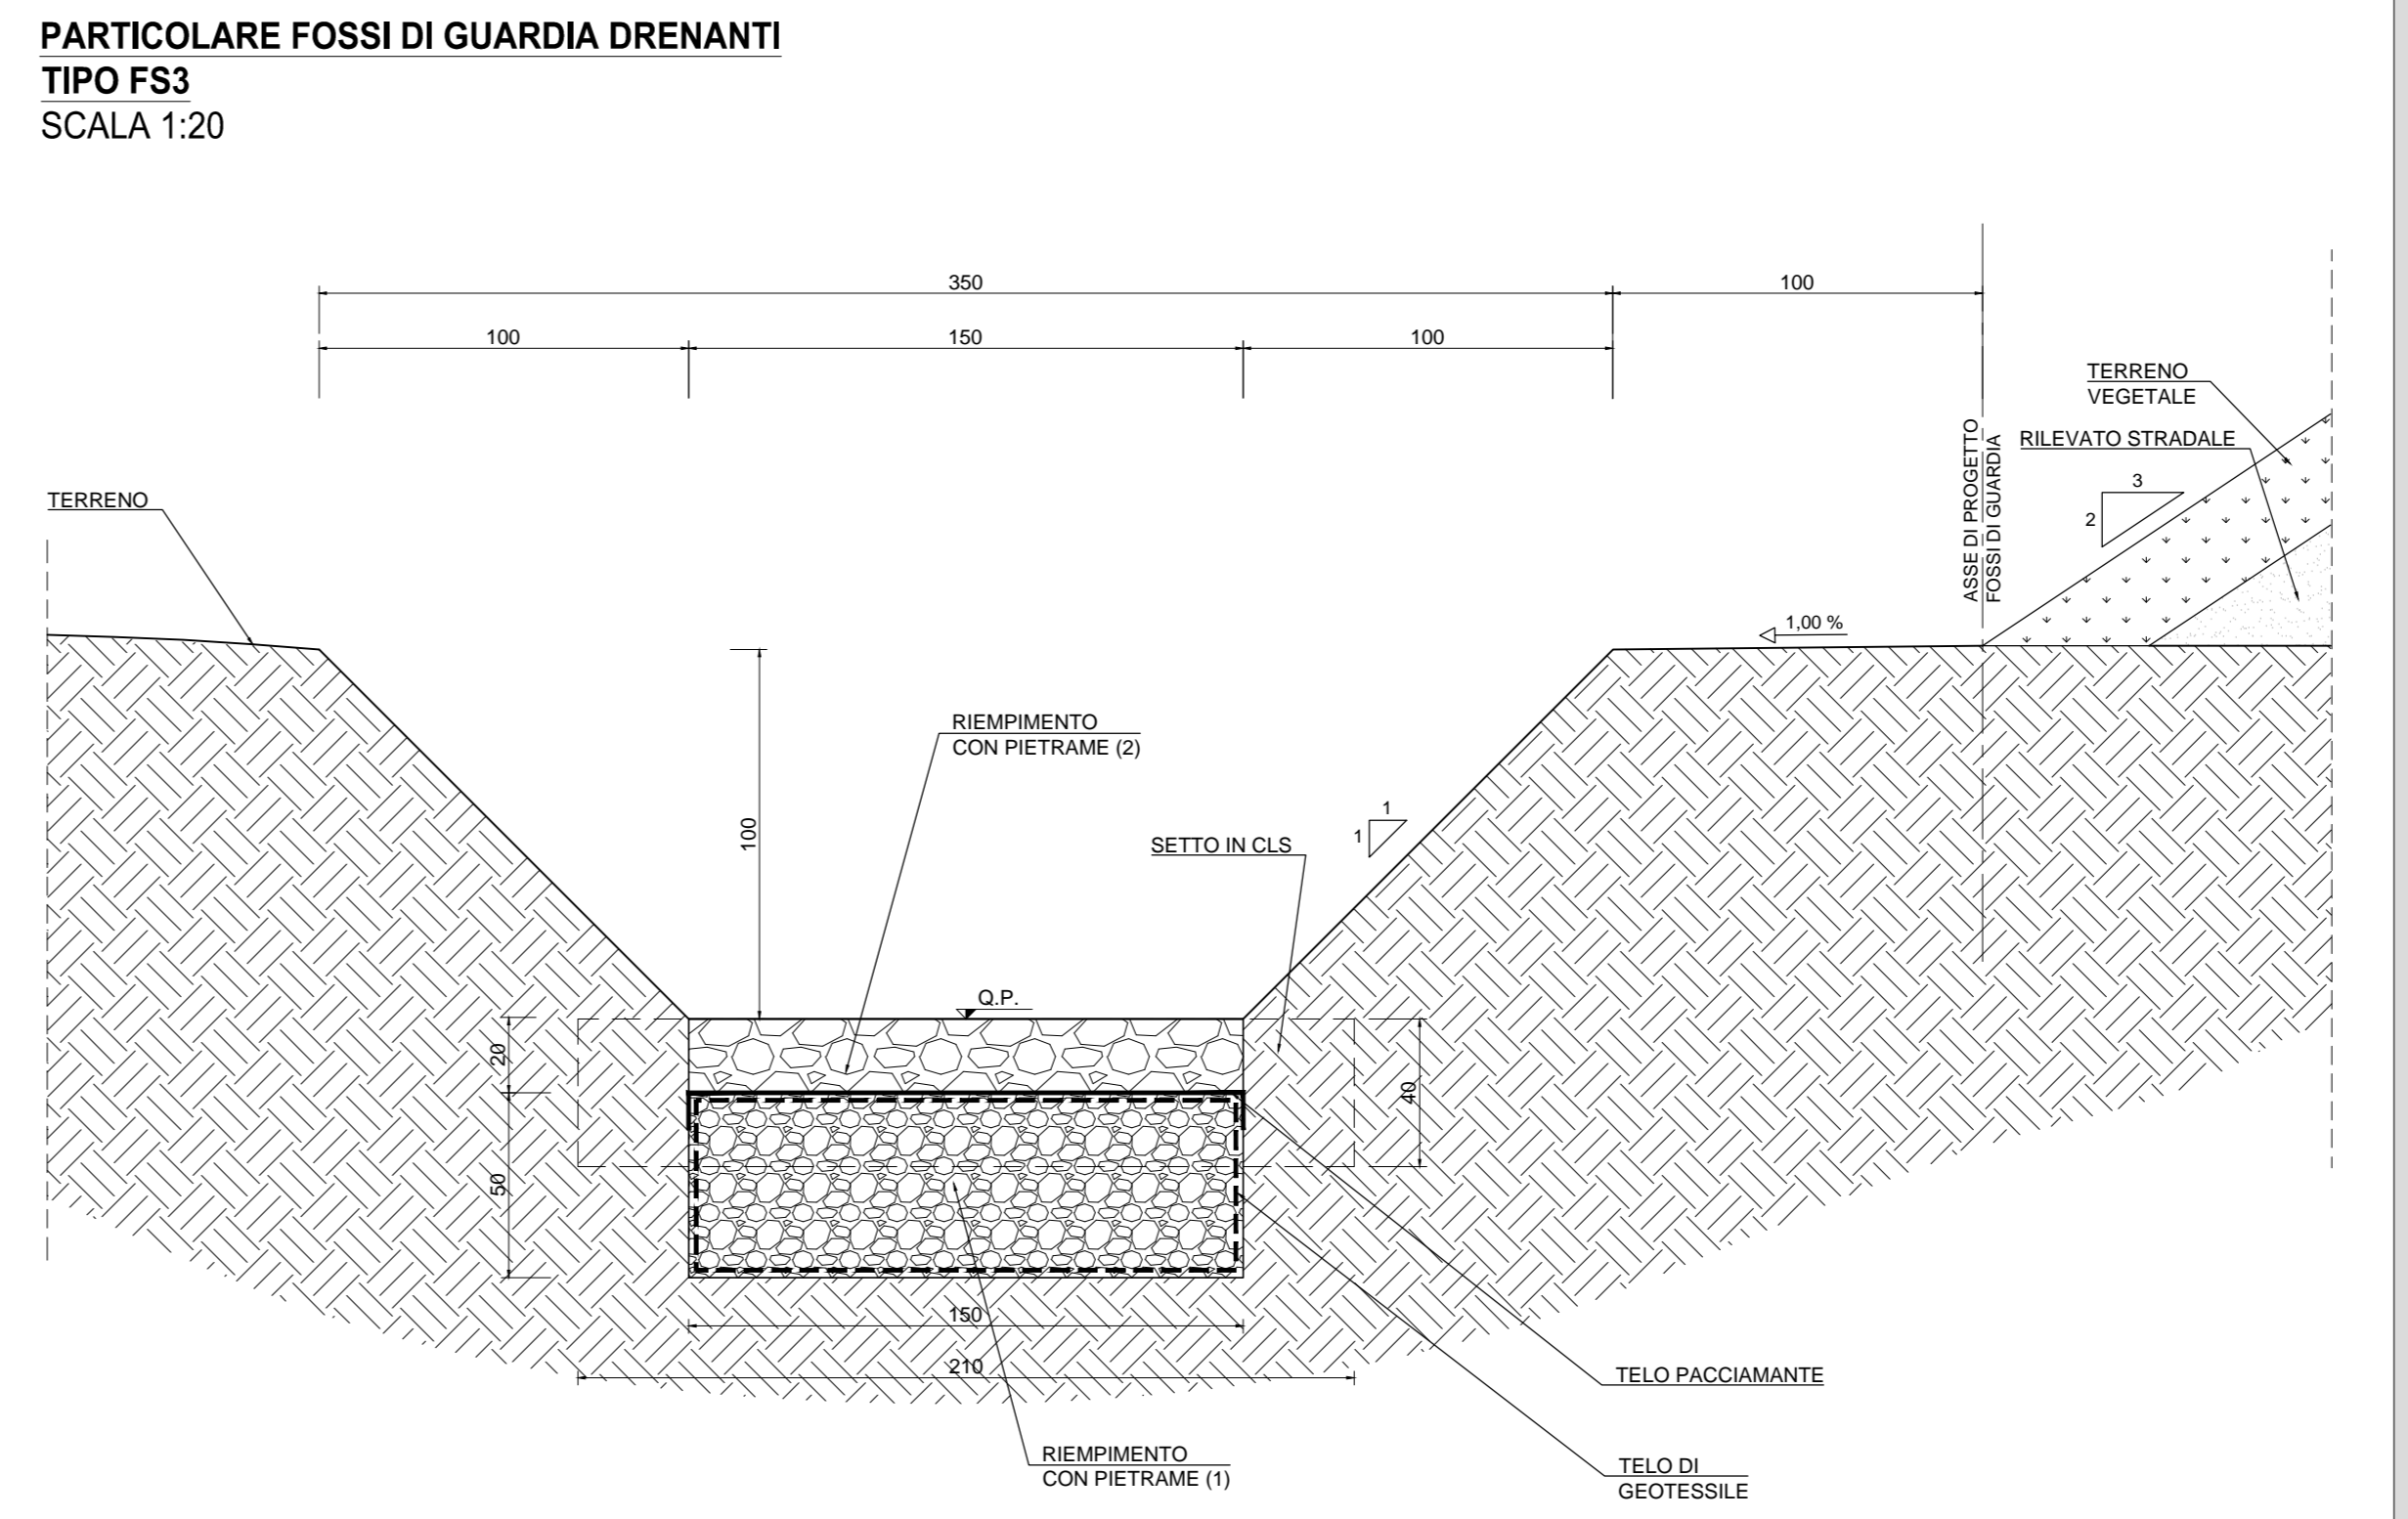 PARTICOLARE FOSSI DI GUARDIA DRENANTI
TIPO FS3
SCALA 1:20
350
100
100
150
100
TERRENO
VEGETALE
RILEVATO STRADALE
ASSE DI PROGETTO
FOSSI DI GUARDIA
3
2
TERRENO
1,00 %
RIEMPIMENTO
CON PIETRAME (2)
100
1
1
SETTO IN CLS
Q.P.
20
40
50
150
210
TELO PACCIAMANTE
RIEMPIMENTO
CON PIETRAME (1)
TELO DI
GEOTESSILE